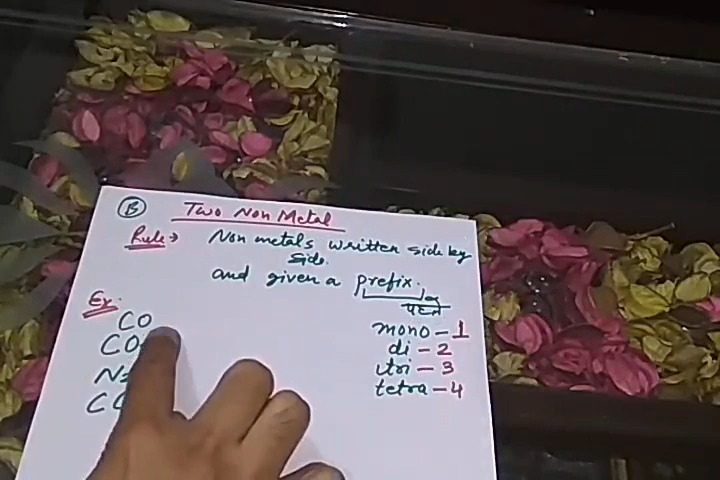 B Two Non Metal
Rule → Non metals written side by
side.
and given a prefix.
पहले
Ex.
CO
CO
mono - 1
di - 2
tri - 3
tetra - 4